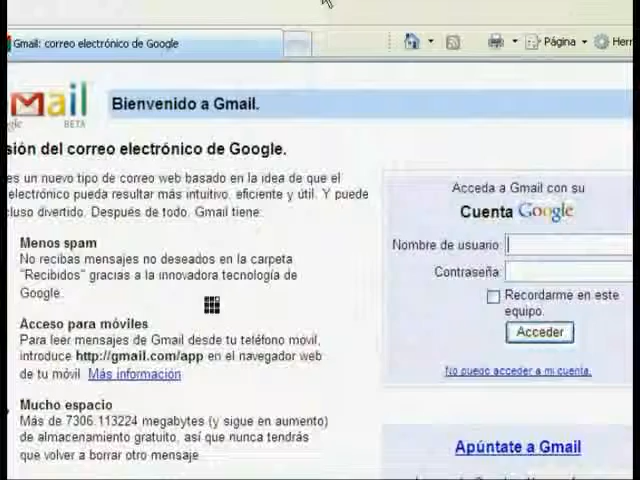 Gmail: correo electrónico de Google
Página
Herr
Mail
gle
BETA
Bienvenido a Gmail.
sión del correo electrónico de Google.
es un nuevo tipo de correo web basado en la idea de que el
electrónico pueda resultar más intuitivo, eficiente y útil. Y puede
cluso divertido. Después de todo, Gmail tiene:
Menos spam
No recibas mensajes no deseados en la carpeta
"Recibidos" gracias a la innovadora tecnología de
Google.
Acceso para móviles
Para leer mensajes de Gmail desde tu teléfono móvil,
introduce http://gmail.com/app en el navegador web
de tu móvil. Más información
Mucho espacio
Más de 7306.113224 megabytes (y sigue en aumento)
de almacenamiento gratuito, así que nunca tendrás
que volver a borrar otro mensaje
Acceda a Gmail con su
Cuenta Google
Nombre de usuario:
Contraseña:
Recordarme en este
equipo.
Acceder
No puedo acceder a mi cuenta.
Apúntate a Gmail